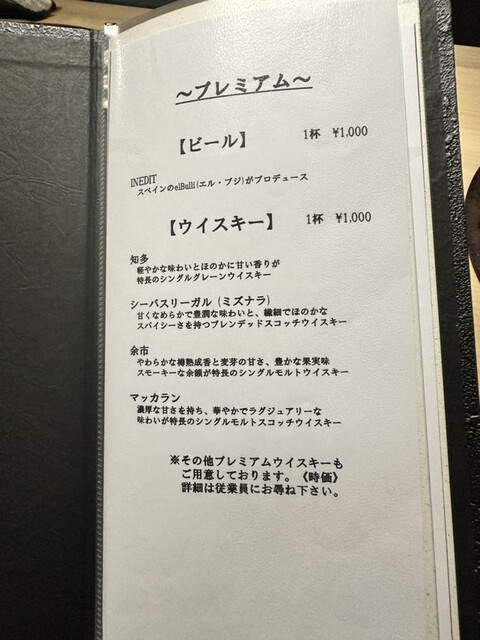 ～プレミアム～
【ビール】 1杯 ¥1,000
INEDIT
スペインのelBulli(エル・ブジ)がプロデュース
【ウイスキー】 1杯 ¥1,000
知多
軽やかな味わいとほのかに甘い香りが
特長のシングルグレーンウイスキー
シーバスリーガル(ミズナラ)
甘くなめらかで豊潤な味わいと、繊細でほのかな
スパイシーさを持つブレンデッドスコッチウイスキー
余市
やわらかな樽熟成香と麦芽の甘さ、豊かな果実味
スモーキーな余韻が特長のシングルモルトウイスキー
マッカラン
濃厚な甘さを持ち、華やかでラグジュアリーな
味わいが特長のシングルモルトスコッチウイスキー
※その他プレミアムウイスキーも
ご用意しております。《時価》
詳細は従業員にお尋ね下さい。